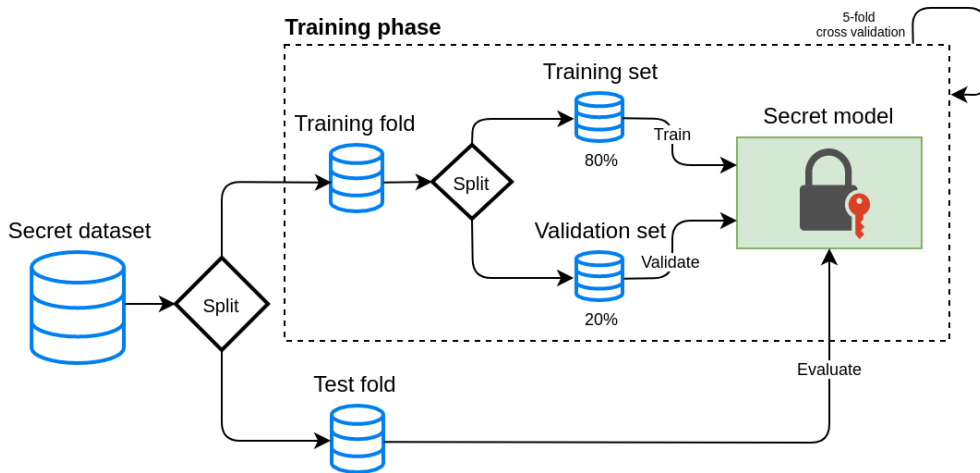 Training phase
5-fold
cross validation
Training set
Training fold
Secret model
Train
80%
Split
Secret dataset
Validation set
Validate
Split
20%
Evaluate
Test fold